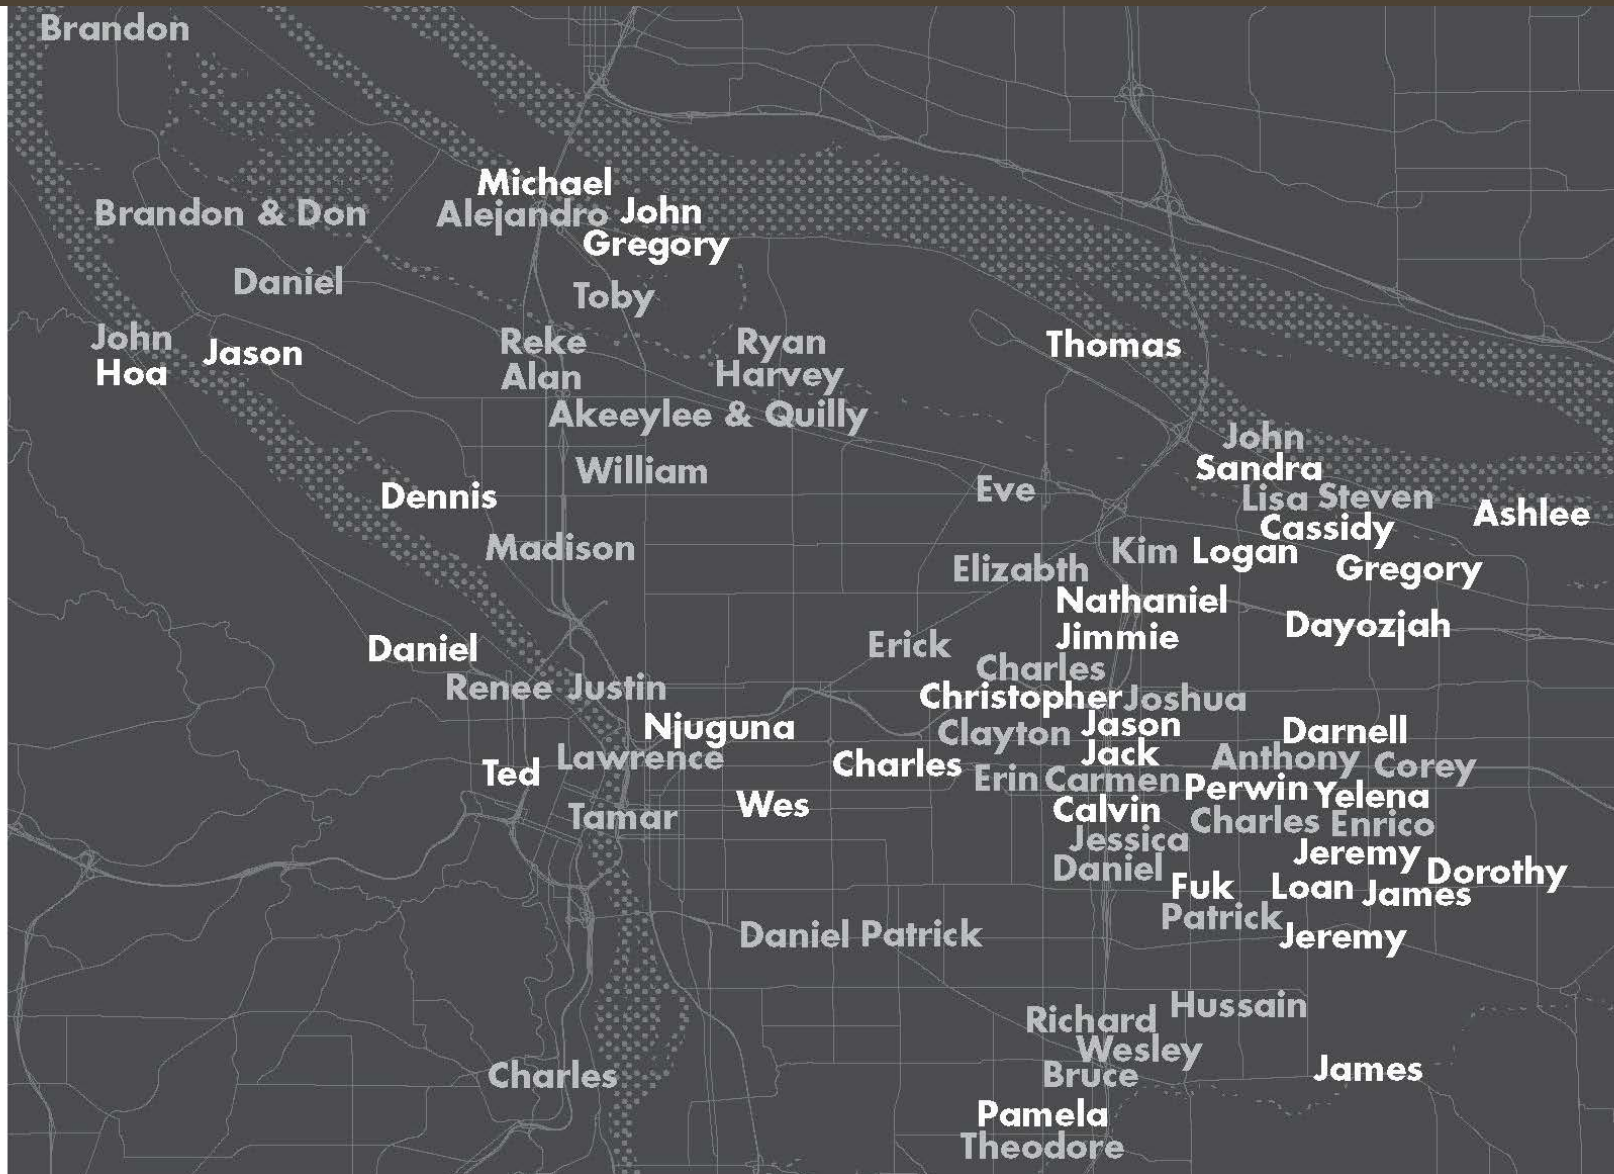 Brandon
Michael
Brandon & Don
Alejandro
John
Gregory
Daniel
Toby
John
Hoa
Jason
Reke
Alan
Ryan
Harvey
Thomas
Akeeylee & Quilly
William
John
Sandra
Dennis
Eve
Lisa
Steven
Ashlee
Cassidy
Madison
Elizabth
Kim
Logan
Gregory
Nathaniel
Jimmie
Dayozjah
Daniel
Erick
Charles
Renee
Justin
Christopher
Joshua
Njuguna
Clayton
Jason
Jack
Darnell
Ted
Lawrence
Charles
Erin
Carmen
Anthony
Corey
Perwin
Yelena
Tamar
Wes
Calvin
Charles
Enrico
Jessica
Daniel
Jeremy
Dorothy
Fuk
Loan
James
Patrick
Daniel
Patrick
Jeremy
Hussain
Richard
Wesley
Charles
Bruce
James
Pamela
Theodore